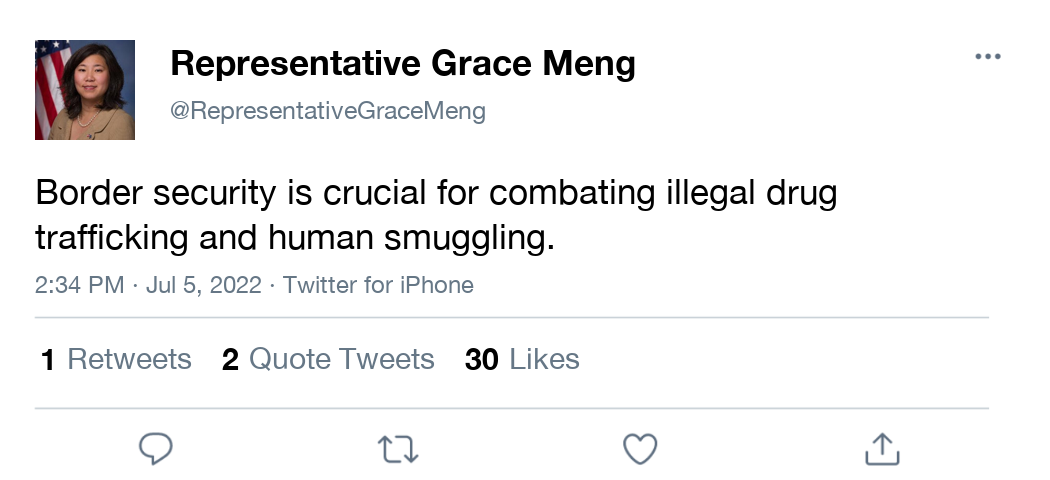 Representative Grace Meng
@RepresentativeGraceMeng
Border security is crucial for combating illegal drug
trafficking and human smuggling.
2:34 PM · Jul 5, 2022 · Twitter for iPhone
1 Retweets 2 Quote Tweets 30 Likes